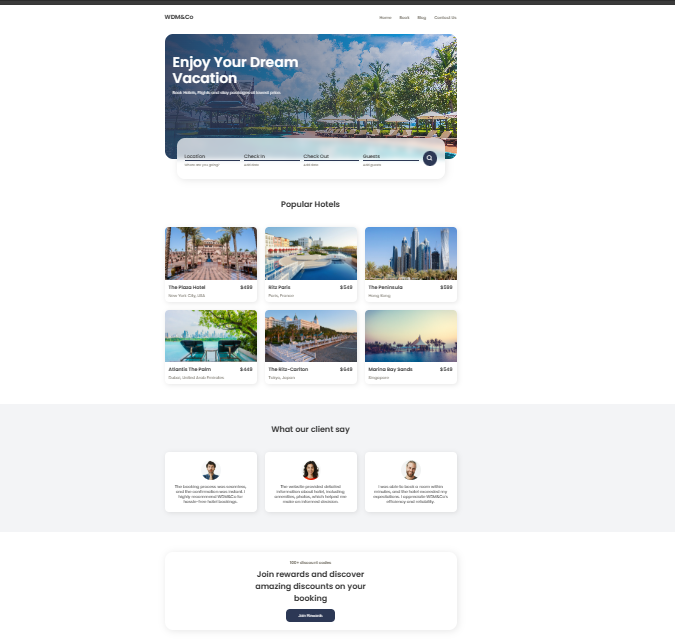 WDM&Co
Home Book Blog Contact Us
Enjoy Your Dream
Vacation
Book Hotels, Flights and stay packages at lowest price
Location Check In Check Out Guests
Where are you going? Add date Add date Add guests
Popular Hotels
The Plaza Hotel $499
New York City, USA
Ritz Paris $549
Paris, France
The Peninsula $599
Hong Kong
Atlantis The Palm $449
Dubai, United Arab Emirates
The Ritz-Carlton $649
Tokyo, Japan
Marina Bay Sands $549
Singapore
What our client say
The booking process was seamless,
and the confirmation was instant. I
highly recommend WDM&Co for
hassle-free hotel bookings.
The website provided detailed
information about hotel, including
amenities, photos, which helped me
make an informed decision.
I was able to book a room within
minutes, and the hotel exceeded my
expectations. I appreciate WDM&Co's
efficiency and reliability.
100+ discount codes
Join rewards and discover
amazing discounts on your
booking
Join Rewards